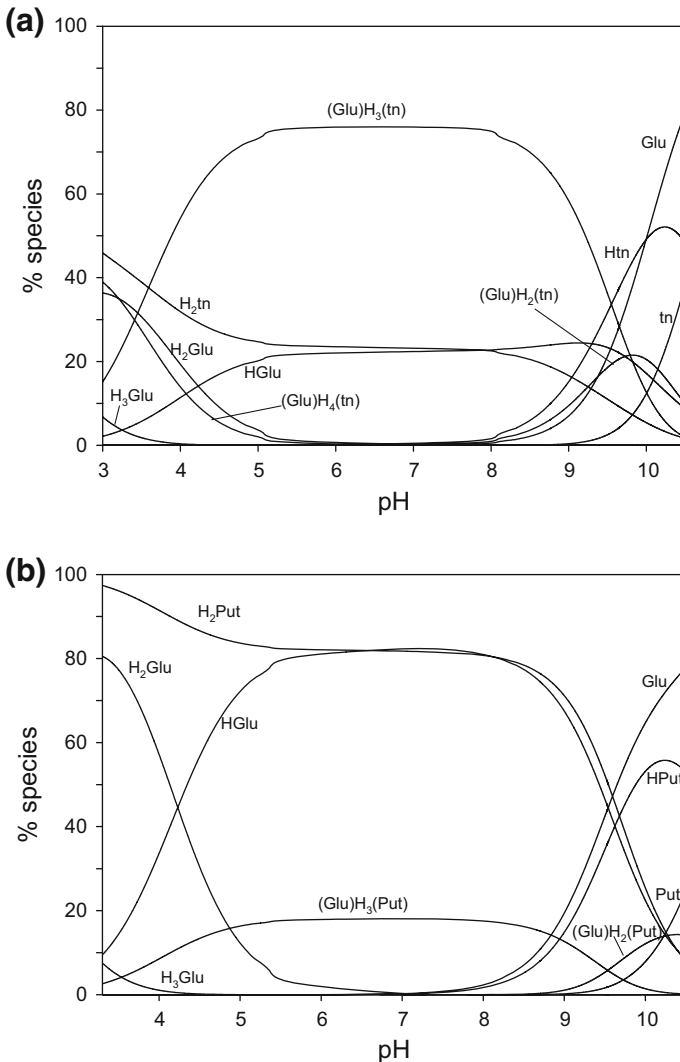 (a)
100
80
60
40
20
0
% species
(Glu)H3(tn)
Glu
Htn
(Glu)H2(tn)
tn
H2tn
H2Glu
HGlu
H3Glu
(Glu)H4(tn)
3 4 5 6 7 8 9 10
pH
(b)
100
80
60
40
20
0
% species
H2Put
H2Glu
HGlu
Glu
HPut
(Glu)H3(Put)
Put
(Glu)H2(Put)
H3Glu
4 5 6 7 8 9 10
pH